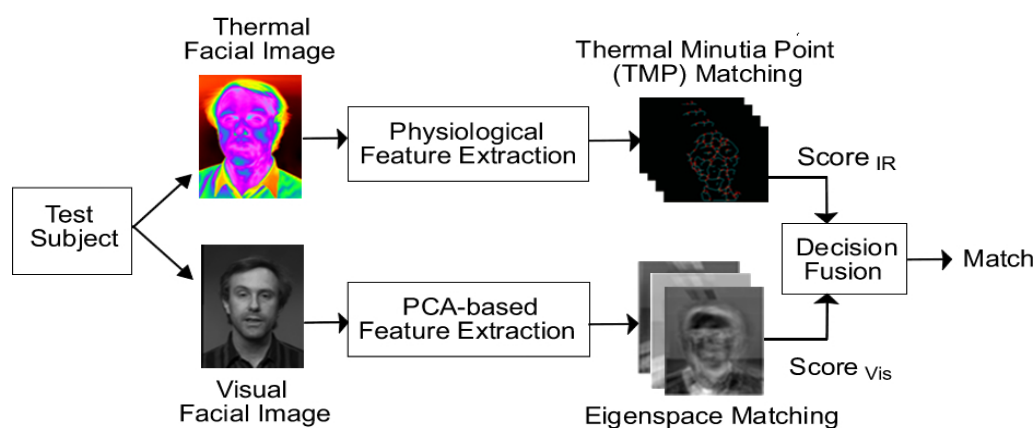 Thermal
Facial Image
Thermal Minutia Point
(TMP) Matching
Physiological
Feature Extraction
Score IR
Test
Subject
Decision
Fusion
Match
PCA-based
Feature Extraction
Score Vis
Visual
Facial Image
Eigenspace Matching